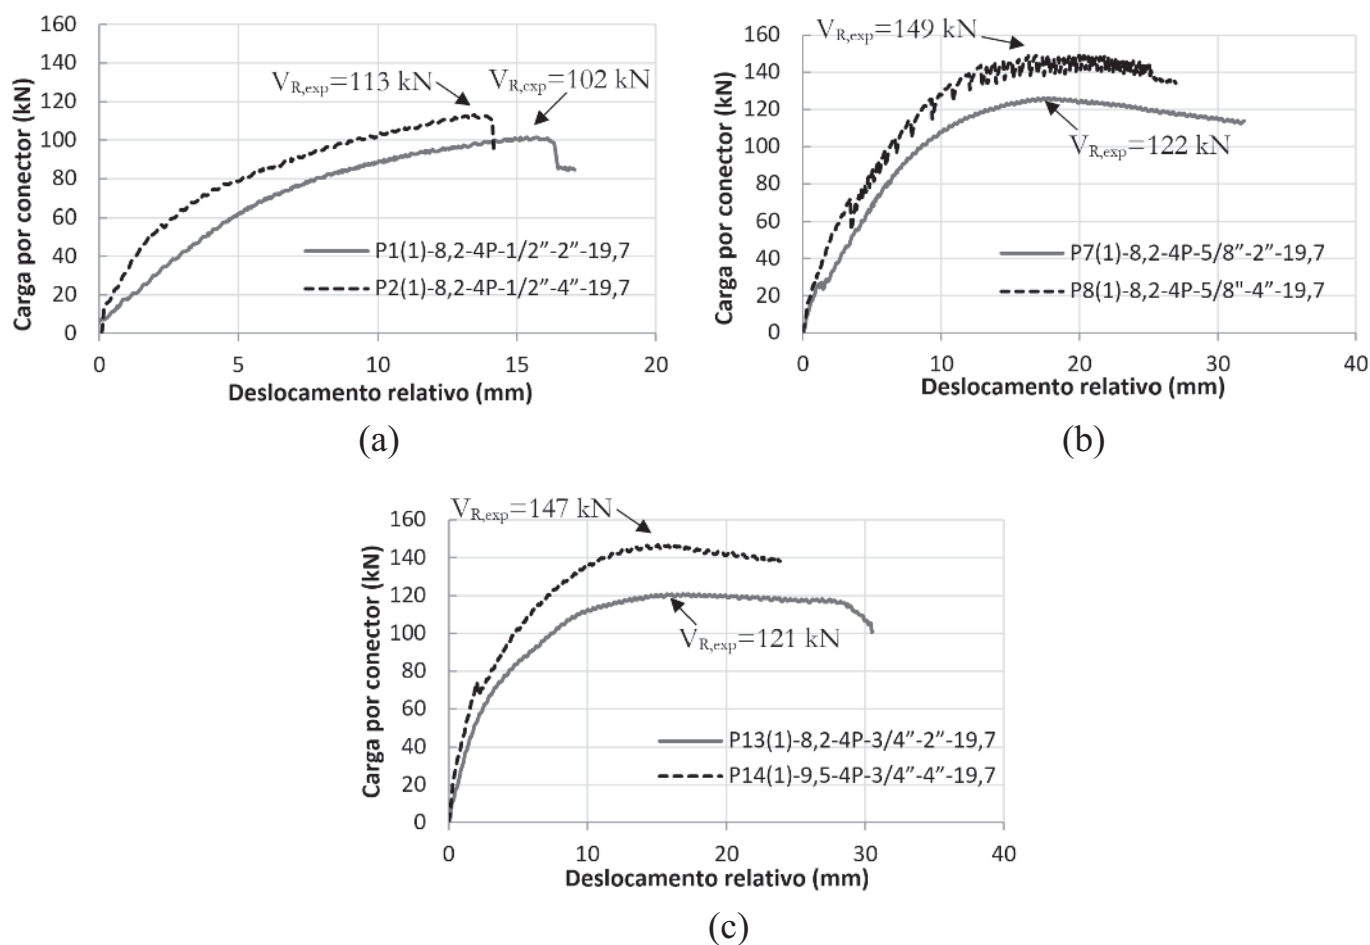 Carga por conector (kN)
160
140
120
100
80
60
40
20
0
V_R,exp=113 kN
V_R,exp=102 kN
P1(1)-8,2-4P-1/2”-2”-19,7
P2(1)-8,2-4P-1/2”-4”-19,7
0 5 10 15 20
Deslocamento relativo (mm)
(a)
Carga por conector (kN)
160
140
120
100
80
60
40
20
0
V_R,exp=149 kN
V_R,exp=122 kN
P7(1)-8,2-4P-5/8”-2”-19,7
P8(1)-8,2-4P-5/8"-4”-19,7
0 10 20 30 40
Deslocamento relativo (mm)
(b)
Carga por conector (kN)
160
140
120
100
80
60
40
20
0
V_R,exp=147 kN
V_R,exp=121 kN
P13(1)-8,2-4P-3/4”-2”-19,7
P14(1)-9,5-4P-3/4”-4”-19,7
0 10 20 30 40
Deslocamento relativo (mm)
(c)